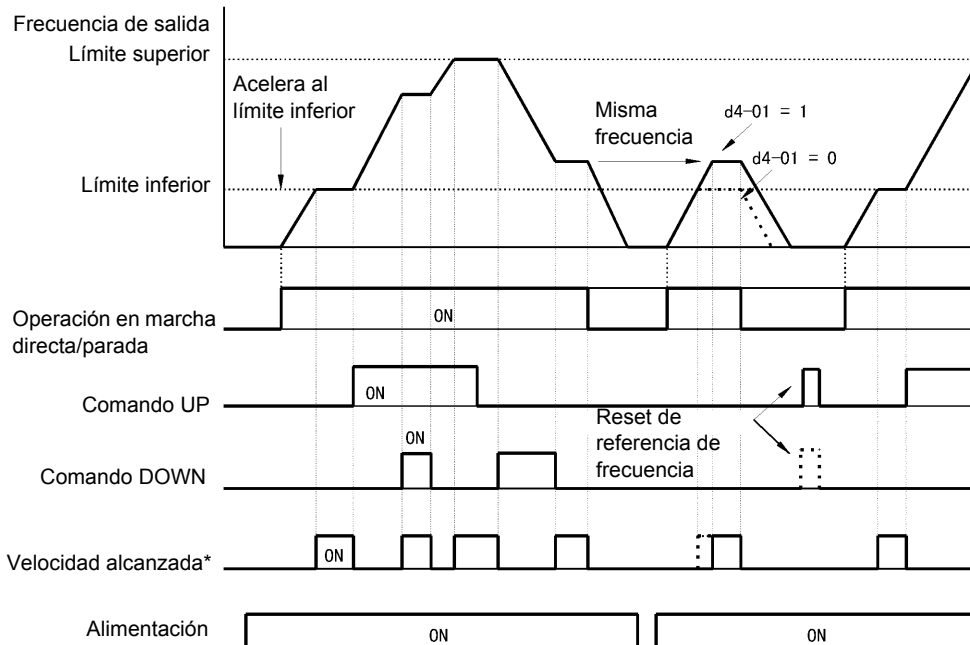 Frecuencia de salida
Límite superior
Acelera al
límite inferior
Misma
frecuencia
d4-01 = 1
d4-01 = 0
Límite inferior
Operación en marcha
directa/parada
ON
Comando UP
ON
Reset de
referencia de
frecuencia
Comando DOWN
ON
Velocidad alcanzada*
ON
Alimentación
ON
ON